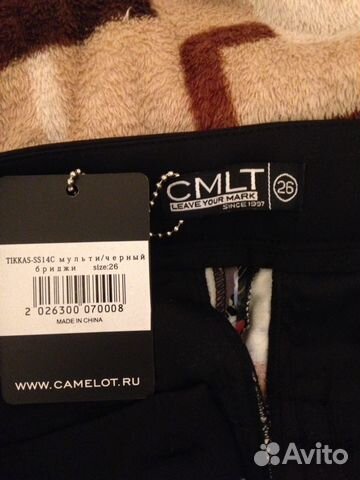 CMLT
LEAVE YOUR MARK
SINCE 1997
26
TIKKAS-SS14C мульти/черный
бриджи size:26
2 026300 070008
MADE IN CHINA
WWW.CAMELOT.RU
Avito